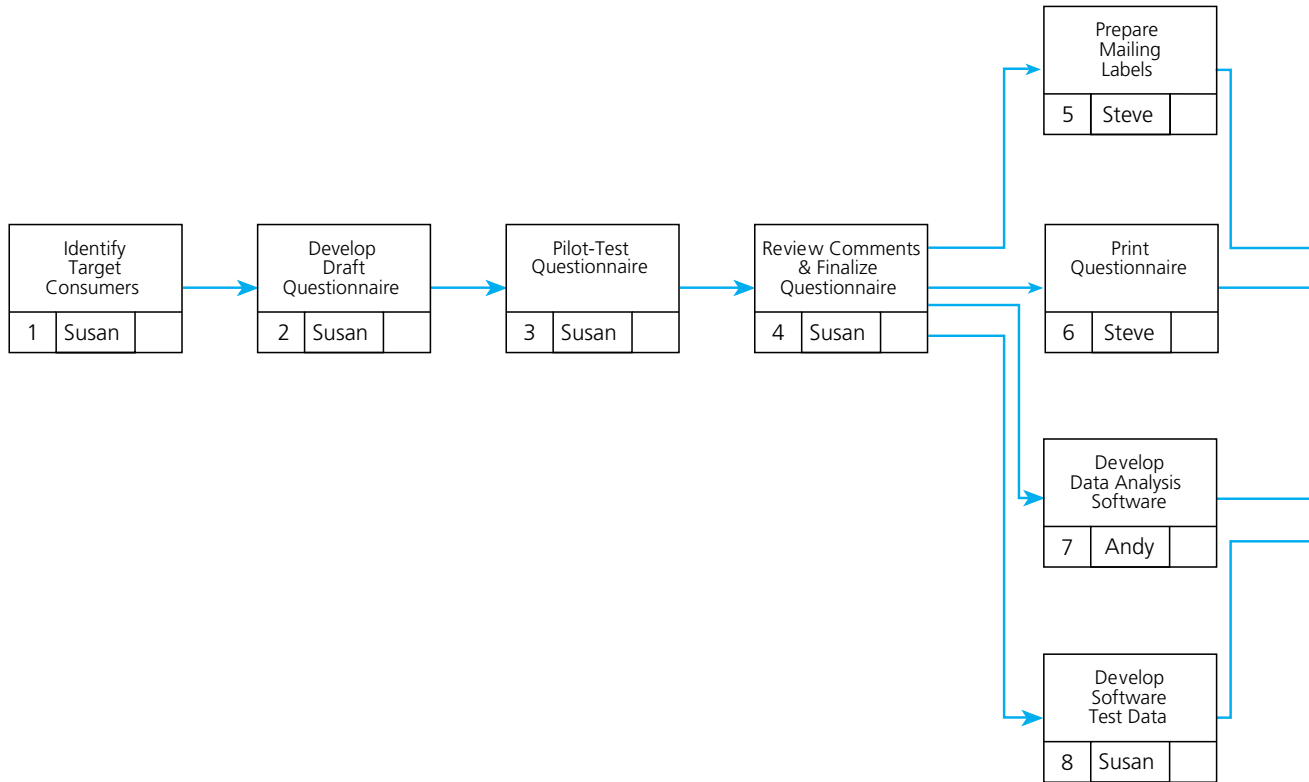 Prepare
Mailing
Labels
5 Steve
Identify
Target
Consumers
1 Susan
Develop
Draft
Questionnaire
2 Susan
Pilot-Test
Questionnaire
3 Susan
Review Comments
& Finalize
Questionnaire
4 Susan
Print
Questionnaire
6 Steve
Develop
Data Analysis
Software
7 Andy
Develop
Software
Test Data
8 Susan